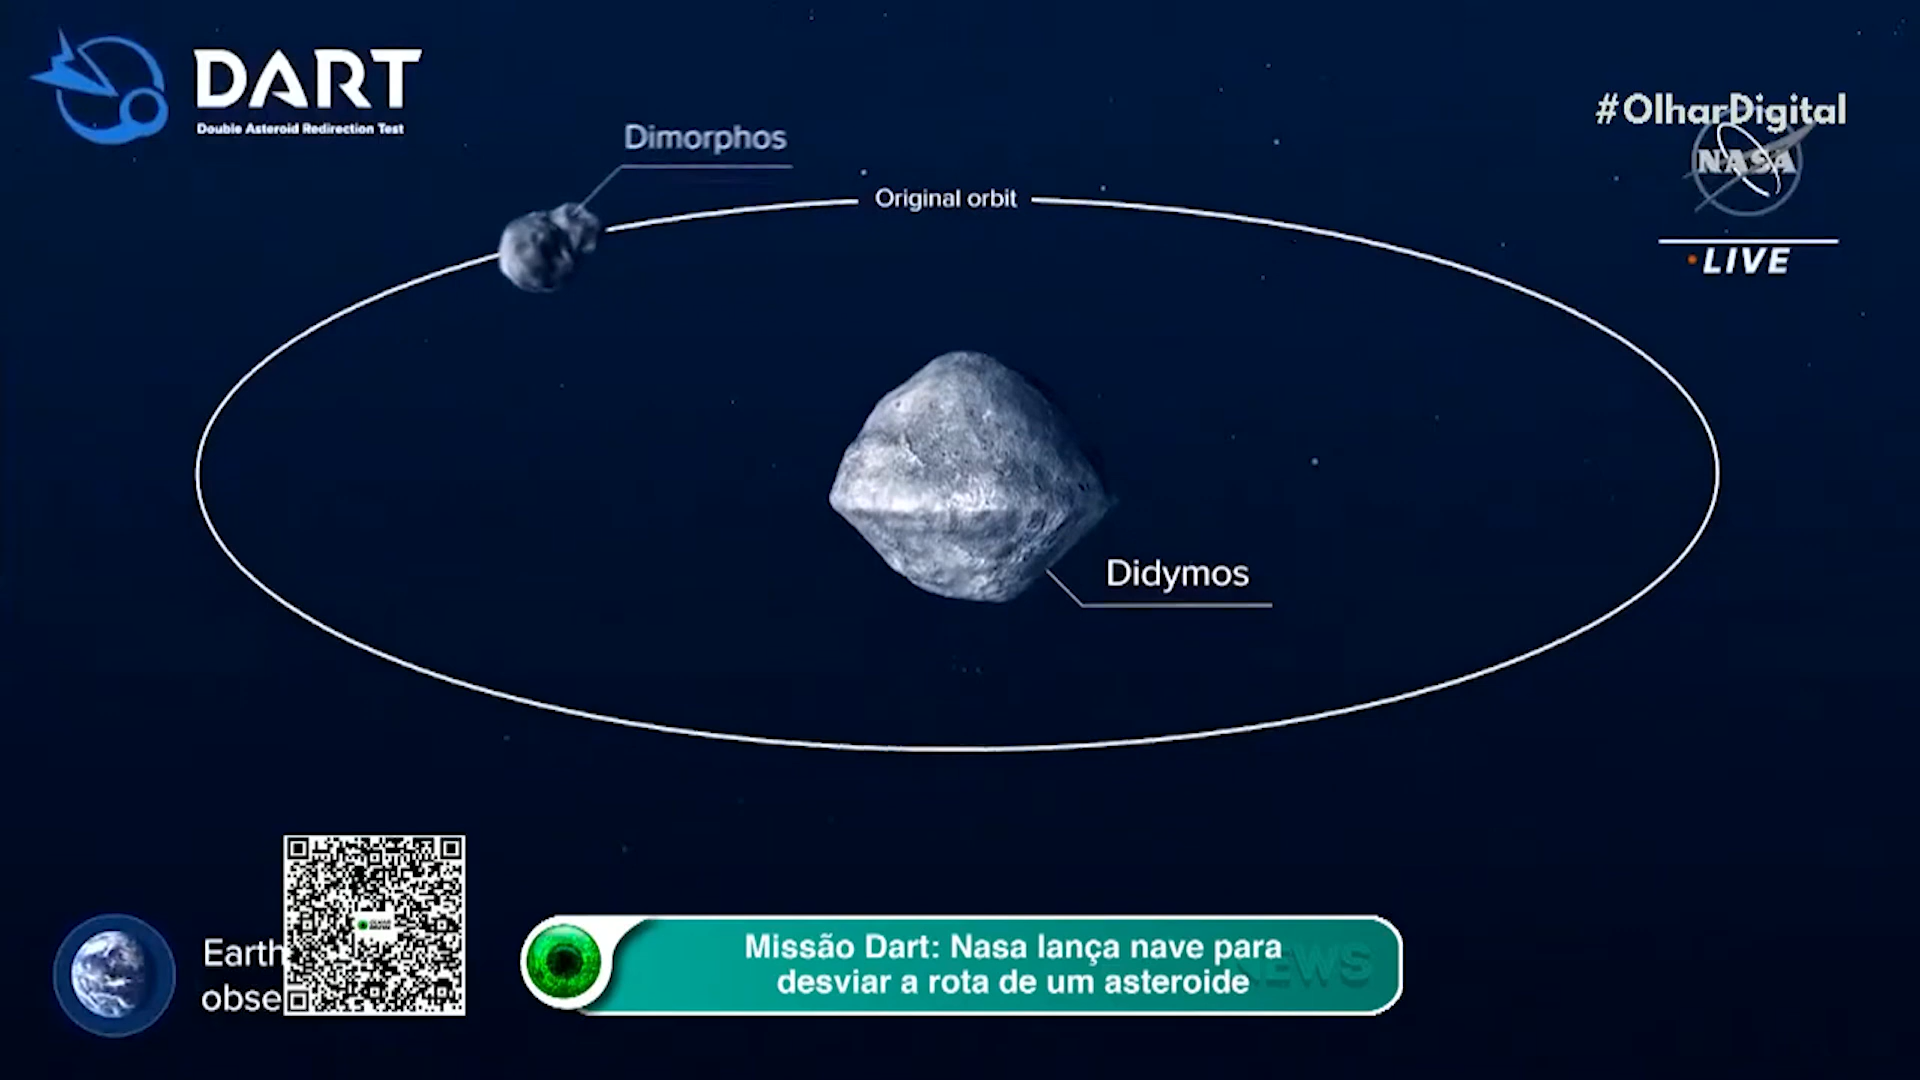 DART
Double Asteroid Redirection Test
#OlharDigital
NASA
LIVE
Dimorphos
Original orbit
Didymos
Earth
obse
Missão Dart: Nasa lança nave para
desviar a rota de um asteroide
NEWS